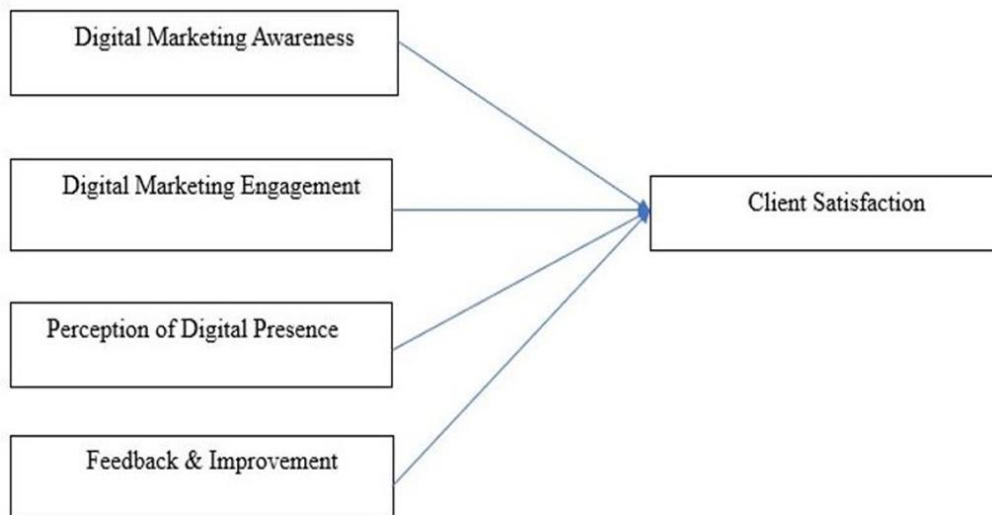 Digital Marketing Awareness
Digital Marketing Engagement
Client Satisfaction
Perception of Digital Presence
Feedback & Improvement